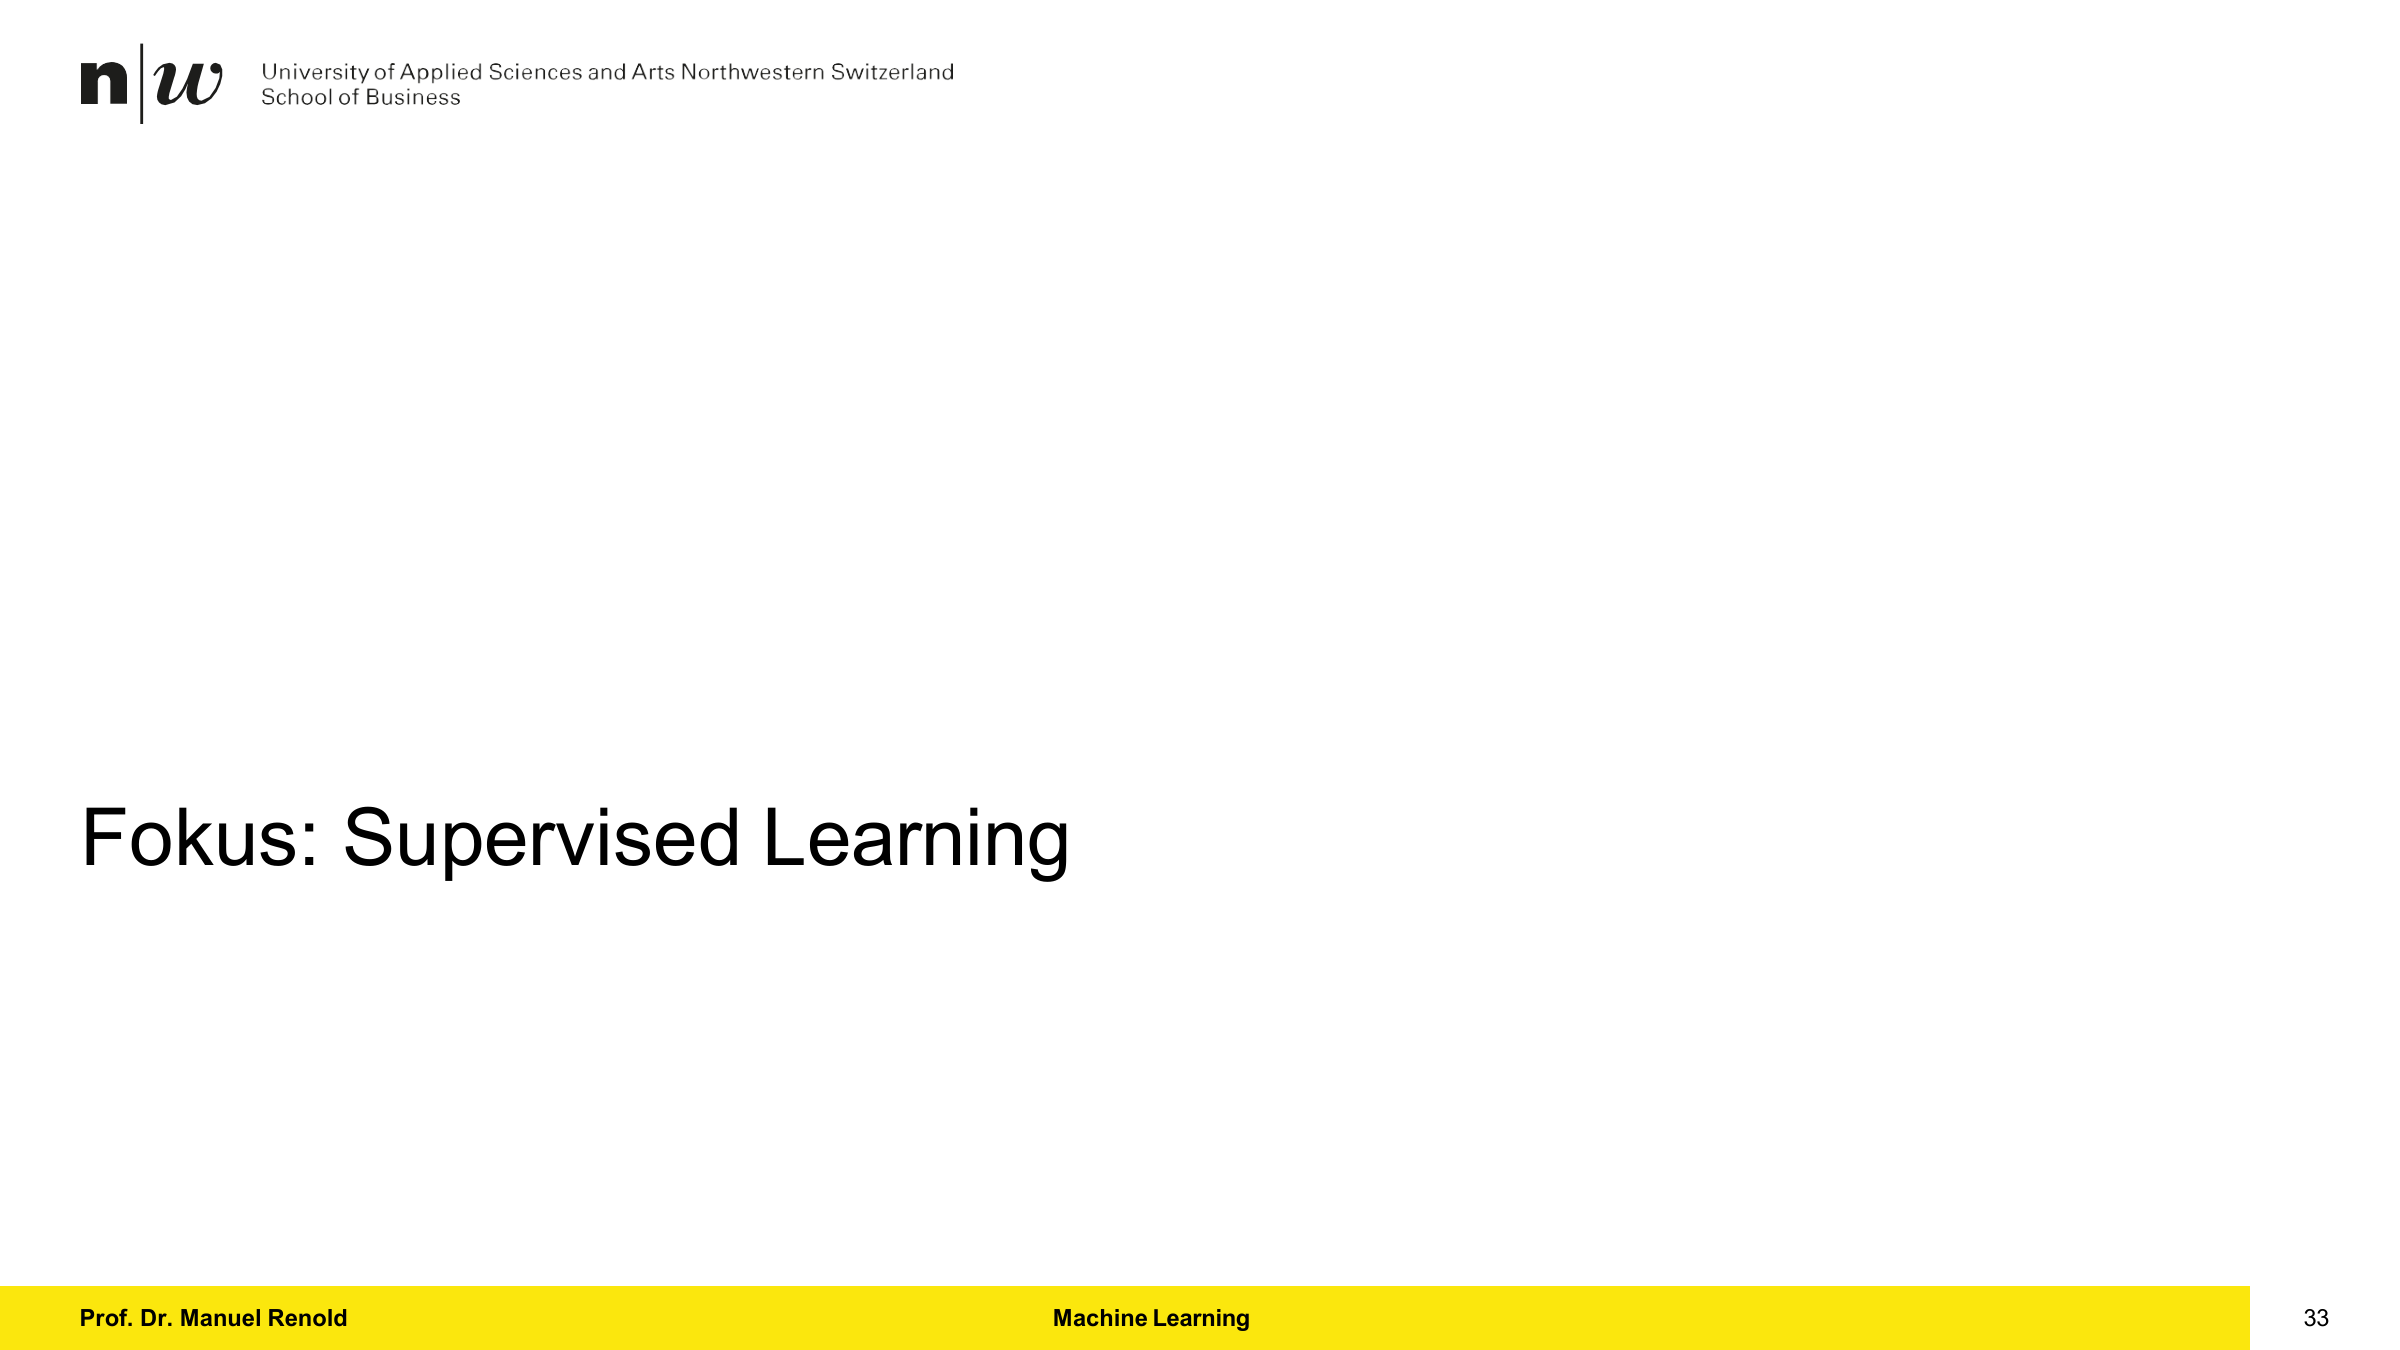 n|w
University of Applied Sciences and Arts Northwestern Switzerland
School of Business
Fokus: Supervised Learning
Prof. Dr. Manuel Renold
Machine Learning
33